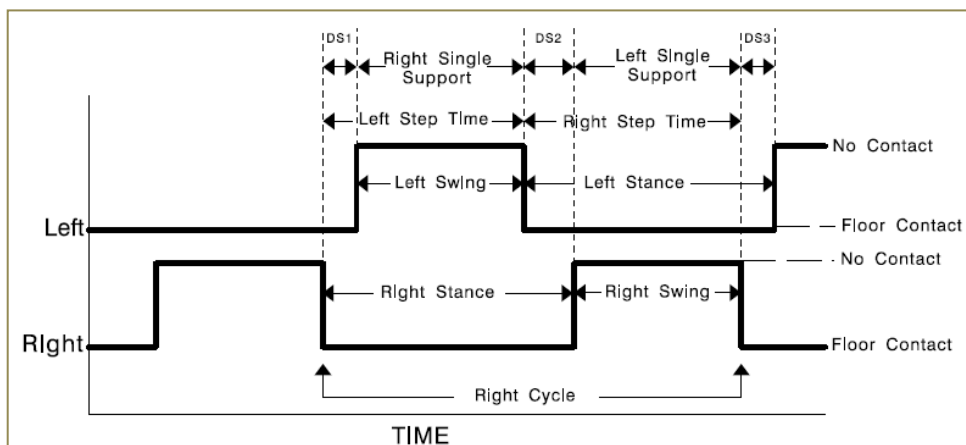 DS1
DS2
DS3
Right Single
Support
Left SIngle
Support
Left Step TIme
Right Step Time
No Contact
Left SwIng
Left Stance
Left
Floor Contact
No Contact
RIght Stance
Right Swing
RIght
Floor Contact
Right Cycle
TIME